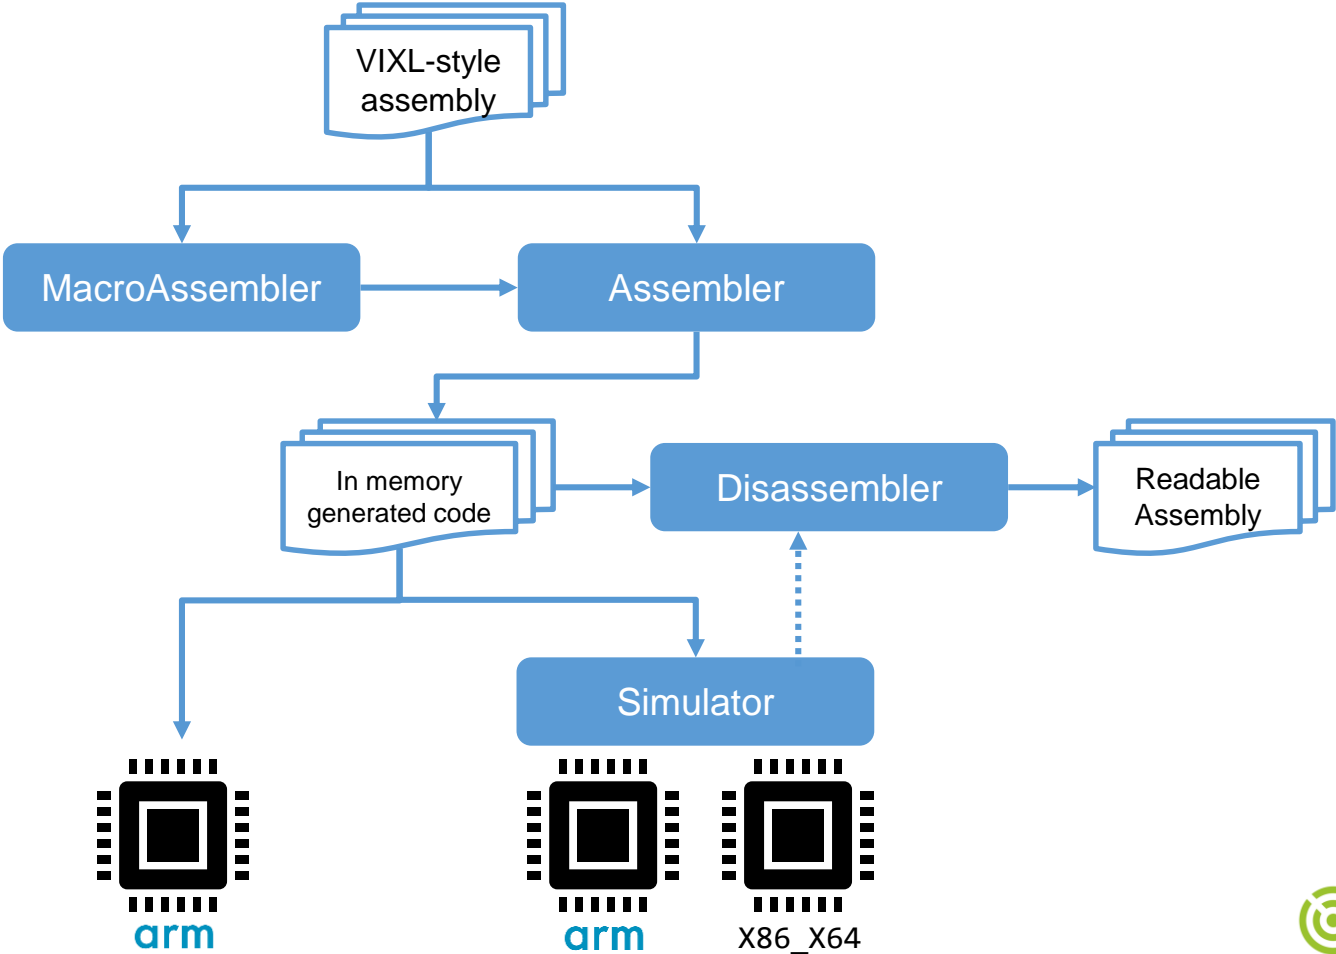 VIXL-style
assembly
MacroAssembler
Assembler
In memory
generated code
Disassembler
Readable
Assembly
Simulator
arm
arm
X86_X64